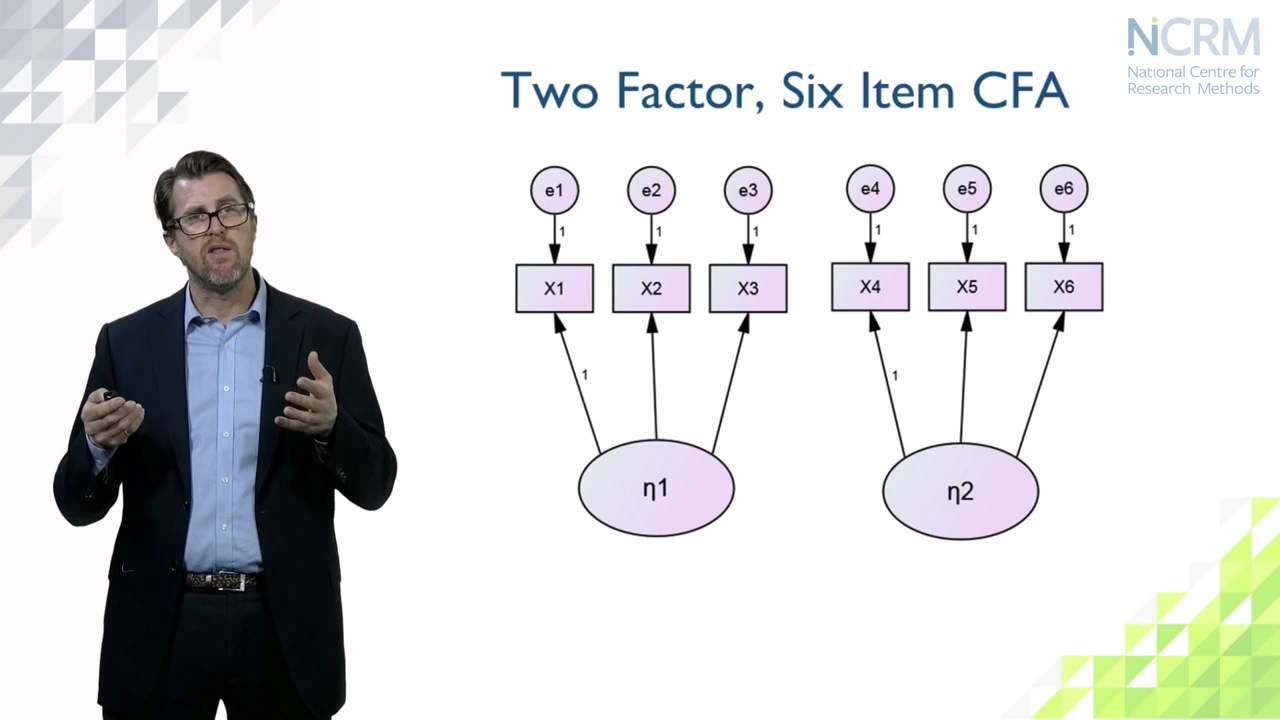 NCRM
National Centre for
Research Methods
Two Factor, Six Item CFA
e1 e2 e3 e4 e5 e6
1 1 1 1 1 1
X1 X2 X3 X4 X5 X6
1 1
η1 η2